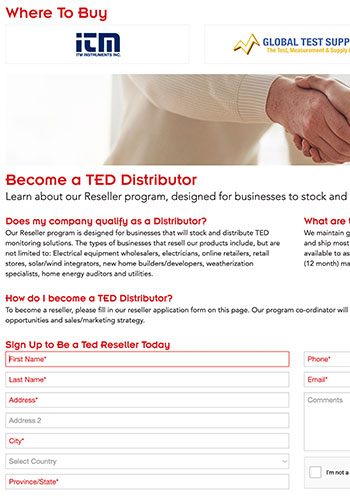 Where To Buy
ITM
ITM INSTRUMENTS INC.
GLOBAL TEST SUPP
The Test, Measurement & Supply
Become a TED Distributor
Learn about our Reseller program, designed for businesses to stock and
Does my company qualify as a Distributor?
Our Reseller program is designed for businesses that will stock and distribute TED
monitoring solutions. The types of businesses that resell our products include, but are
not limited to: Electrical equipment wholesalers, electricians, online retailers, retail
stores, solar/wind integrators, new home builders/developers, weatherization
specialists, home energy auditors and utilities.
What are
We maintain
and ship most
available to as
(12 month) ma
How do I become a TED Distributor?
To become a reseller, please fill in our reseller application form on this page. Our program co-ordinator will
opportunities and sales/marketing strategy.
Sign Up to Be a Ted Reseller Today
First Name*
Last Name*
Address*
Address 2
City*
Select Country
Province/State*
Phone*
Email*
Comments
I'm not a